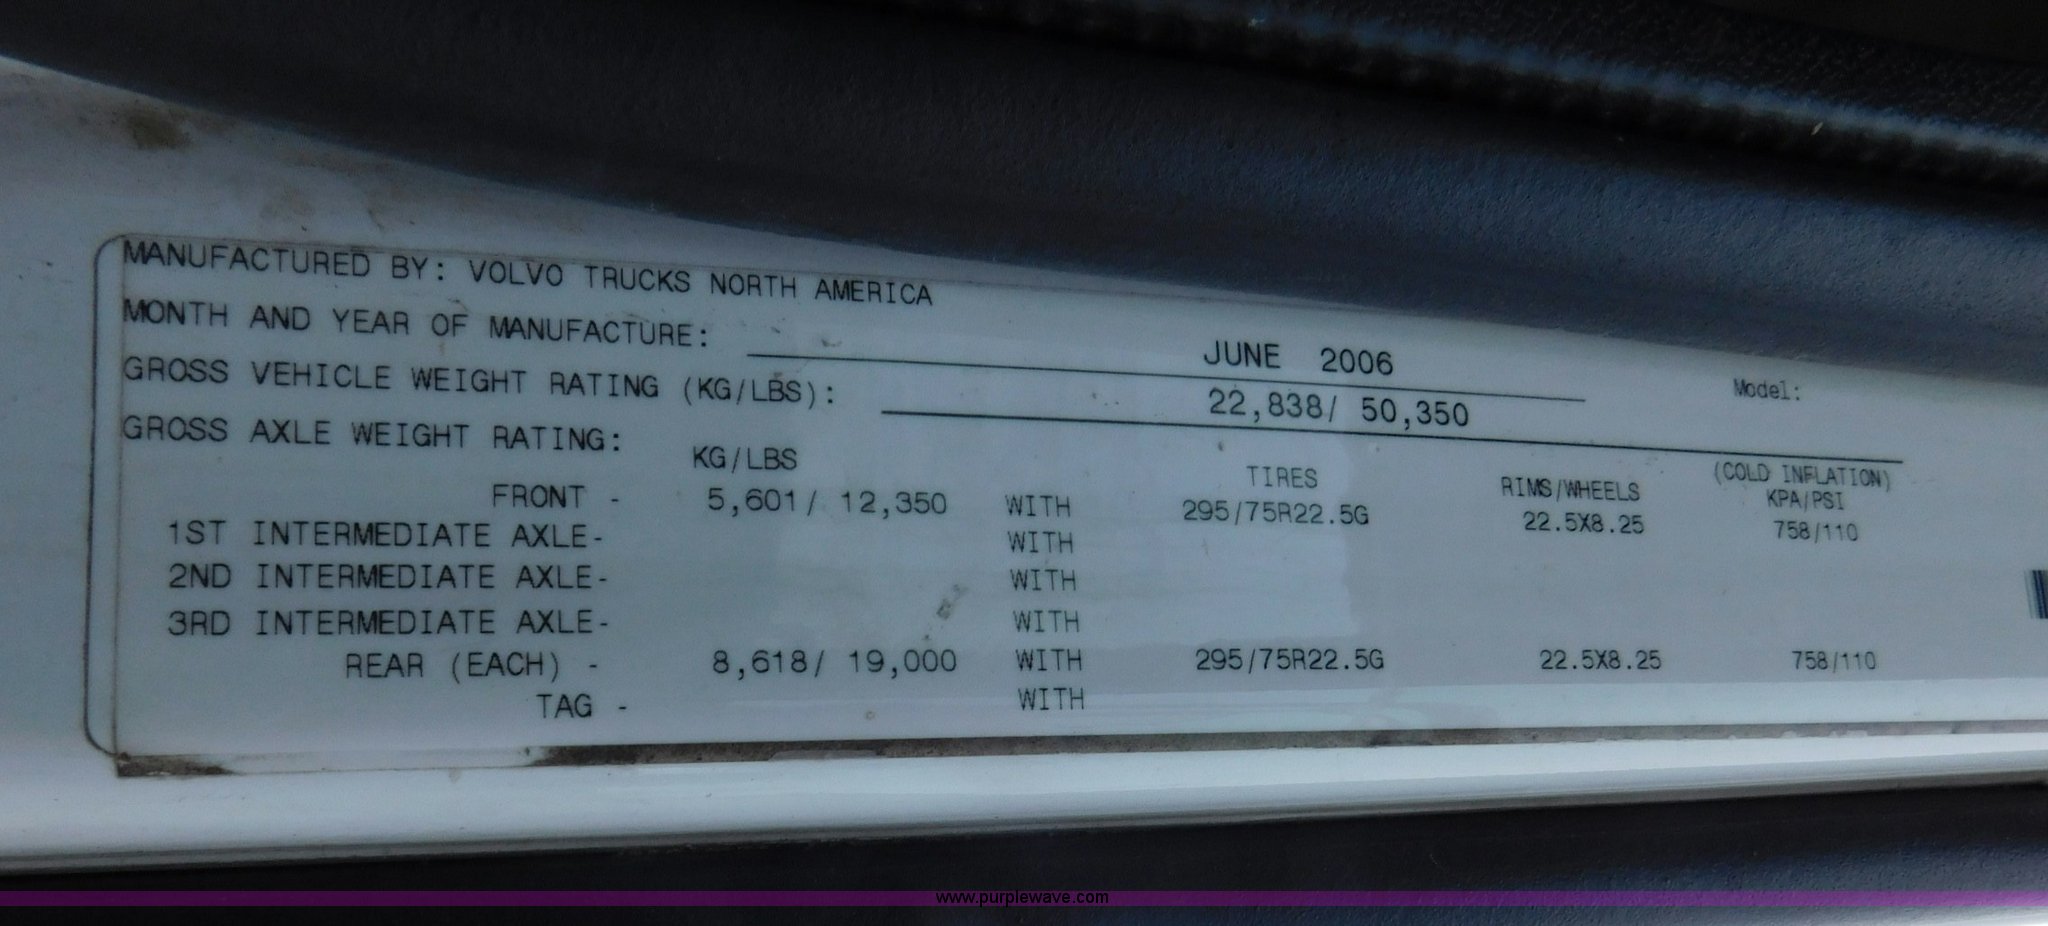 MANUFACTURED BY: VOLVO TRUCKS NORTH AMERICA
MONTH AND YEAR OF MANUFACTURE: JUNE 2006 Model:
GROSS VEHICLE WEIGHT RATING (KG/LBS): 22,838/ 50,350
GROSS AXLE WEIGHT RATING: KG/LBS TIRES RIMS/WHEELS (COLD INFLATION) KPA/PSI
FRONT - 5,601/ 12,350 WITH 295/75R22.5G 22.5X8.25 758/110
1ST INTERMEDIATE AXLE- WITH
2ND INTERMEDIATE AXLE- WITH
3RD INTERMEDIATE AXLE- WITH
REAR (EACH) - 8,618/ 19,000 WITH 295/75R22.5G 22.5X8.25 758/110
TAG - WITH
www.purplewave.com